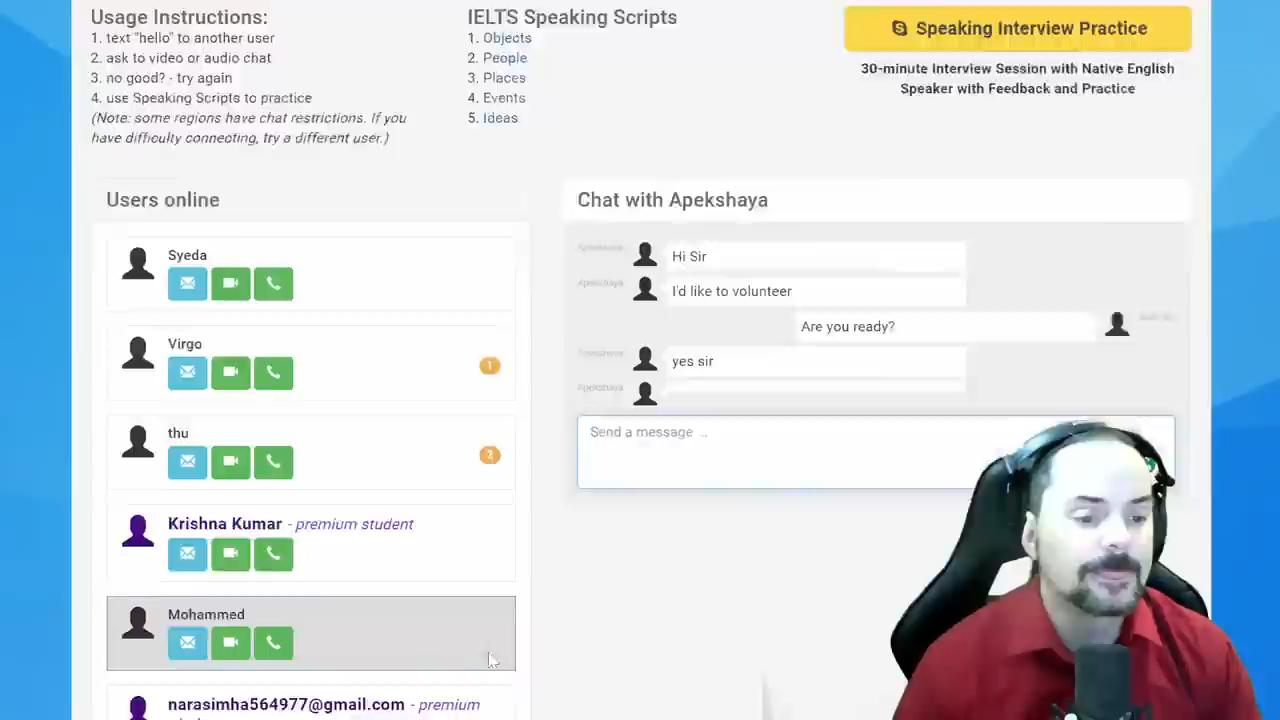 Usage Instructions:
1. text "hello" to another user
2. ask to video or audio chat
3. no good? - try again
4. use Speaking Scripts to practice
(Note: some regions have chat restrictions. If you
have difficulty connecting, try a different user.)
IELTS Speaking Scripts
1. Objects
2. People
3. Places
4. Events
5. Ideas
Speaking Interview Practice
30-minute Interview Session with Native English
Speaker with Feedback and Practice
Users online
Syeda
Virgo
1
thu
2
Krishna Kumar - premium student
Mohammed
narasimha564977@gmail.com - premium
Chat with Apekshaya
Apekshaya
Hi Sir
Apekshaya
I'd like to volunteer
Are you ready?
Apekshaya
yes sir
Apekshaya
Send a message ...